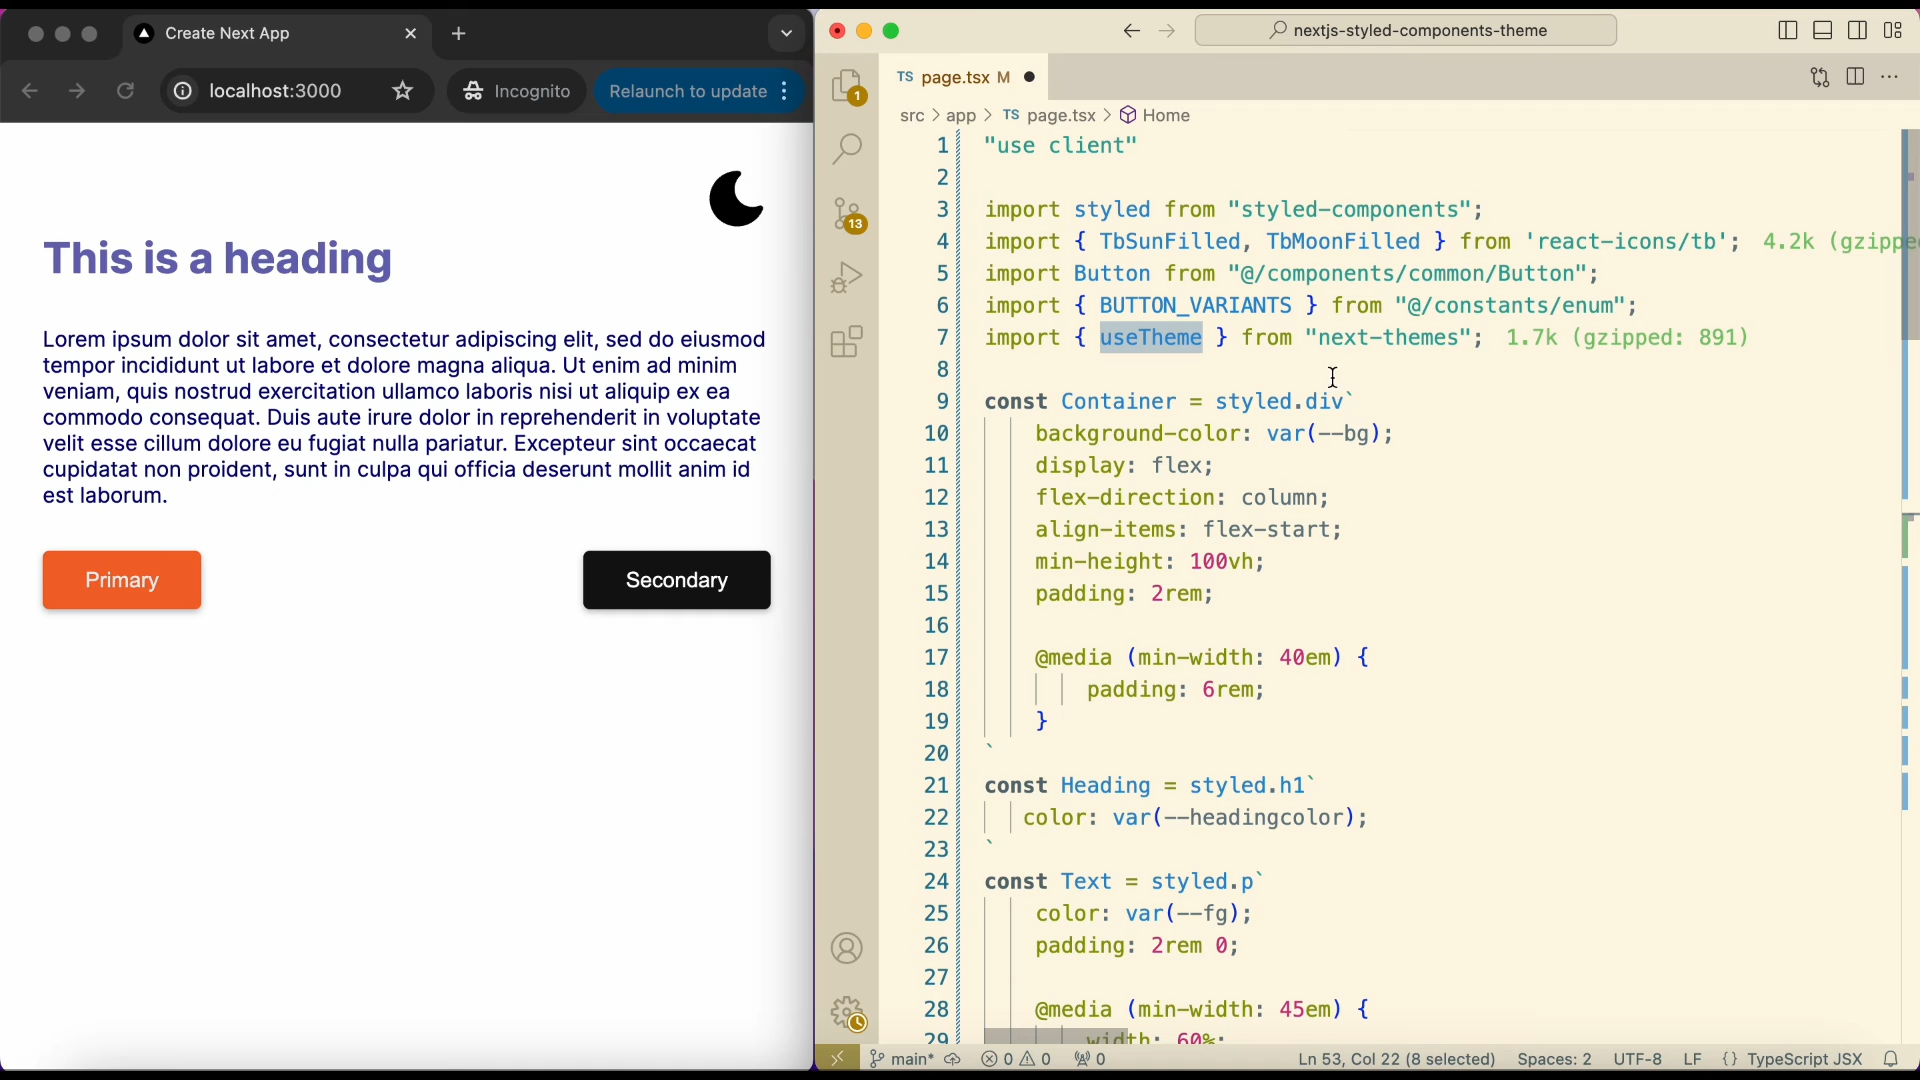 Create Next App
localhost:3000
Incognito
Relaunch to update
This is a heading
Lorem ipsum dolor sit amet, consectetur adipiscing elit, sed do eiusmod
tempor incididunt ut labore et dolore magna aliqua. Ut enim ad minim
veniam, quis nostrud exercitation ullamco laboris nisi ut aliquip ex ea
commodo consequat. Duis aute irure dolor in reprehenderit in voluptate
velit esse cillum dolore eu fugiat nulla pariatur. Excepteur sint occaecat
cupidatat non proident, sunt in culpa qui officia deserunt mollit anim id
est laborum.
Primary
Secondary
nextjs-styled-components-theme
TS page.tsx M
src > app > TS page.tsx > Home
1
13
1 "use client"
2
3 import styled from "styled-components";
4 import { TbSunFilled, TbMoonFilled } from 'react-icons/tb'; 4.2k (gzippe
5 import Button from "@/components/common/Button";
6 import { BUTTON_VARIANTS } from "@/constants/enum";
7 import { useTheme } from "next-themes"; 1.7k (gzipped: 891)
8
9 const Container = styled.div`
10 background-color: var(--bg);
11 display: flex;
12 flex-direction: column;
13 align-items: flex-start;
14 min-height: 100vh;
15 padding: 2rem;
16
17 @media (min-width: 40em) {
18 padding: 6rem;
19 }
20 `
21 const Heading = styled.h1`
22 color: var(--headingcolor);
23 `
24 const Text = styled.p`
25 color: var(--fg);
26 padding: 2rem 0;
27
28 @media (min-width: 45em) {
29 width: 60%;
main* 0 0 0 Ln 53, Col 22 (8 selected) Spaces: 2 UTF-8 LF {} TypeScript JSX